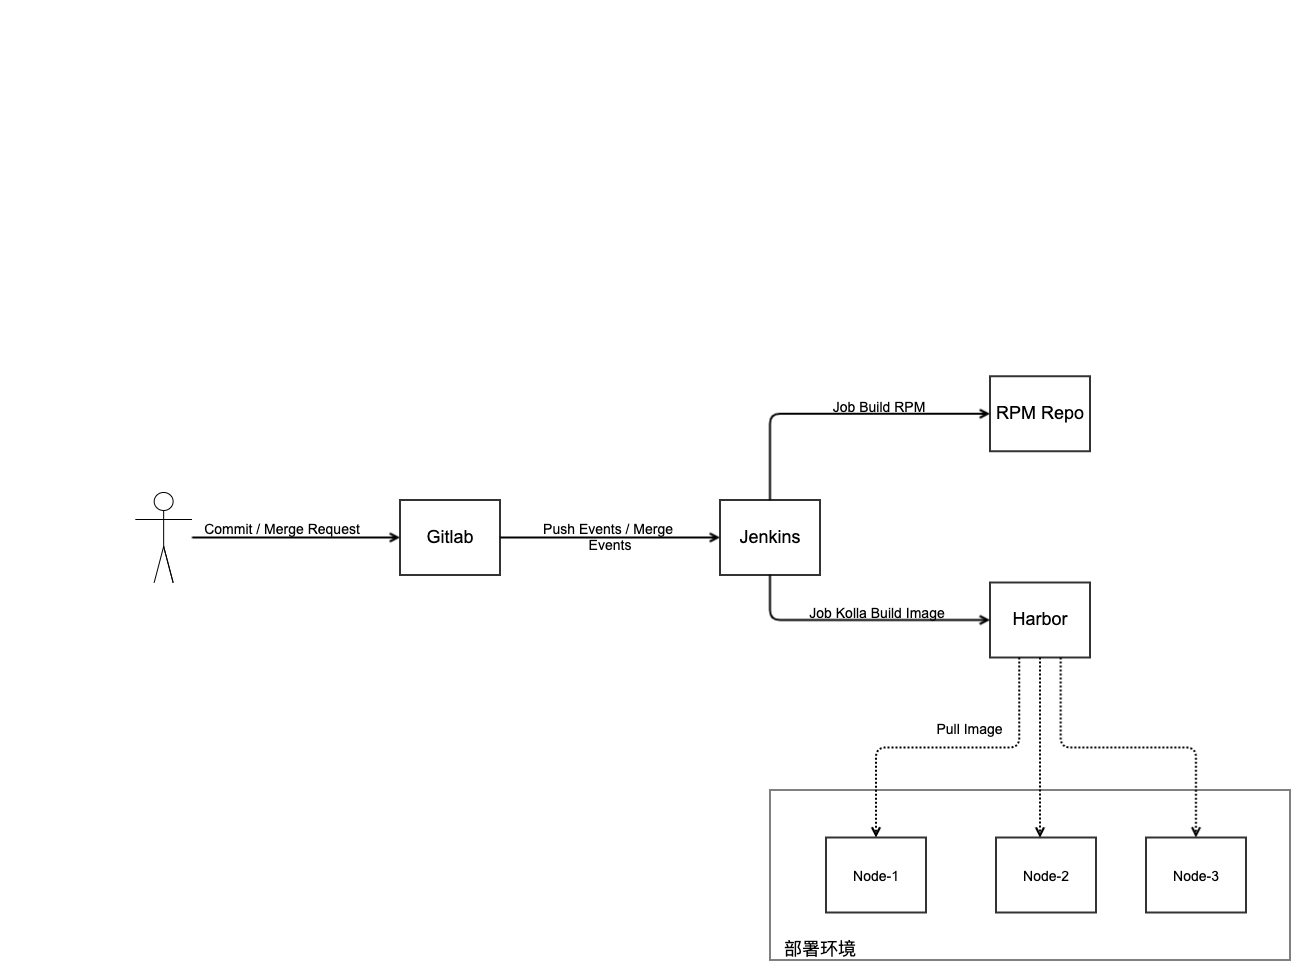 Job Build RPM
RPM Repo
Commit / Merge Request
Gitlab
Push Events / Merge
Events
Jenkins
Job Kolla Build Image
Harbor
Pull Image
Node-1
Node-2
Node-3
部署环境